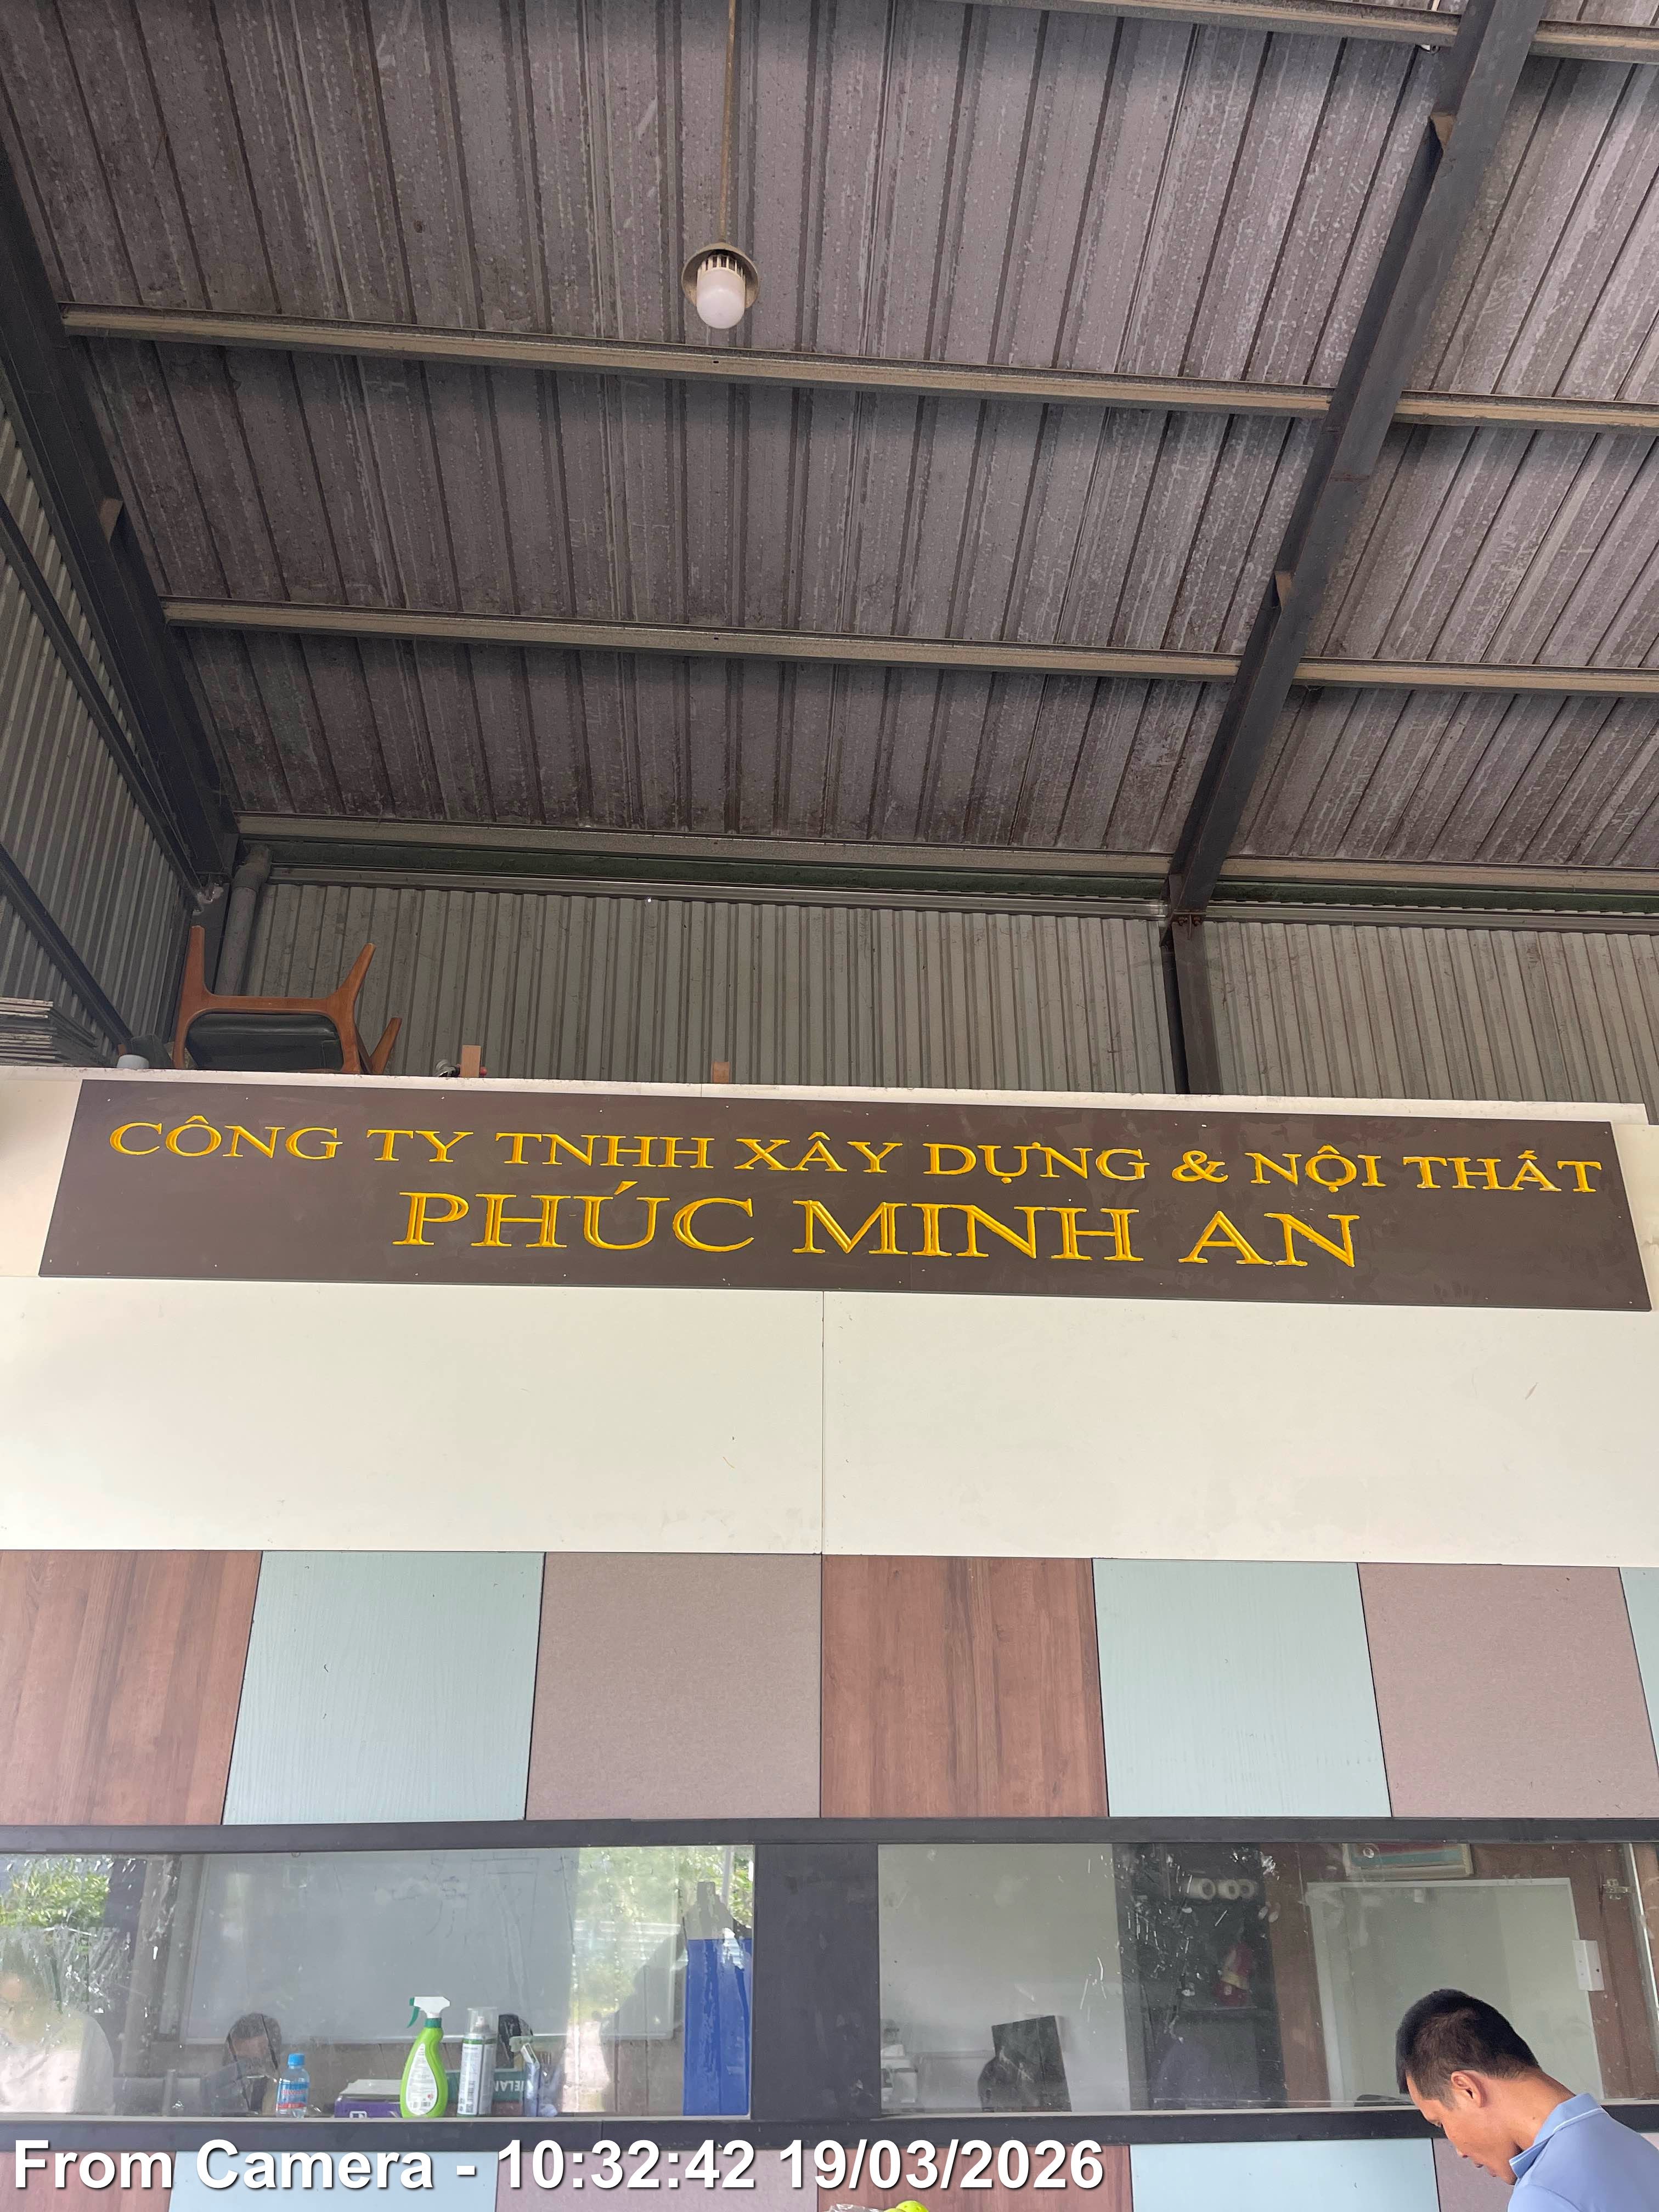 CÔNG TY TNHH XÂY DỰNG & NỘI THẤT
PHÚC MINH AN
From Camera - 10:32:42 19/03/2026